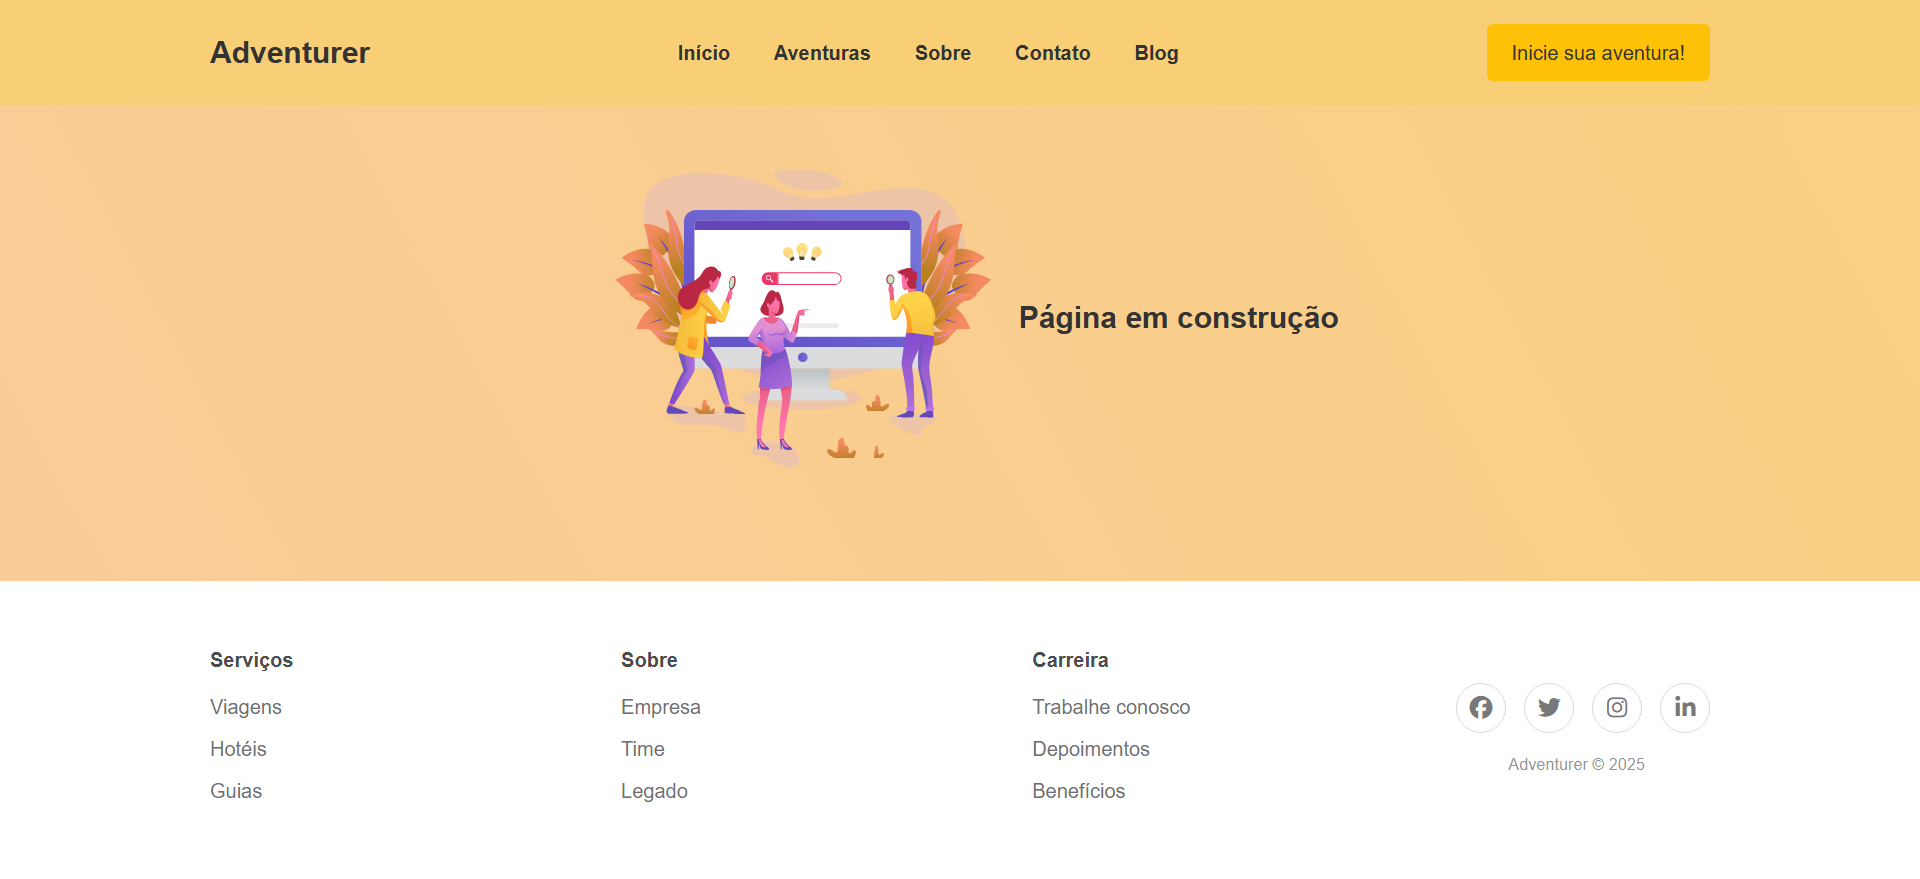 Adventurer
Início
Aventuras
Sobre
Contato
Blog
Inicie sua aventura!
Página em construção
Serviços
Viagens
Hotéis
Guias
Sobre
Empresa
Time
Legado
Carreira
Trabalhe conosco
Depoimentos
Benefícios
Adventurer © 2025